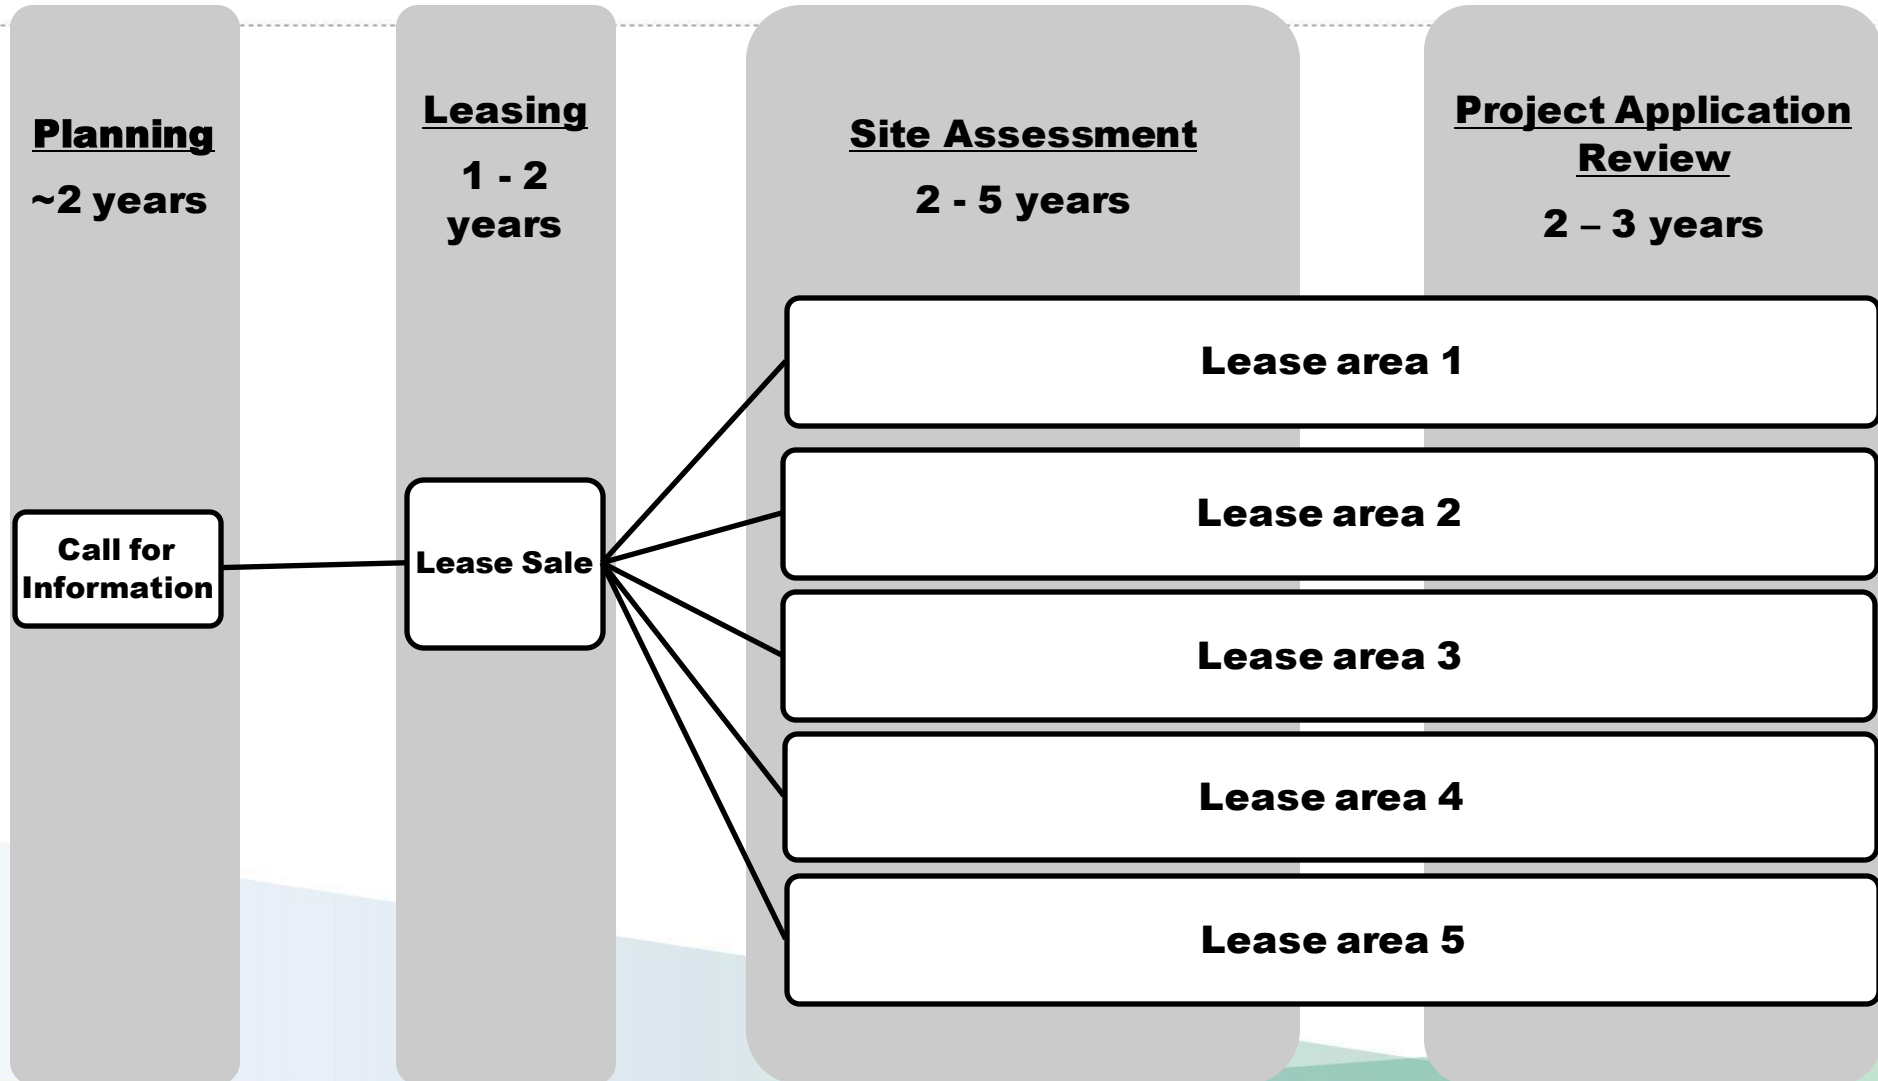 Planning
~2 years
Leasing
1 - 2
years
Site Assessment
2 - 5 years
Project Application
Review
2 – 3 years
Call for
Information
Lease Sale
Lease area 1
Lease area 2
Lease area 3
Lease area 4
Lease area 5